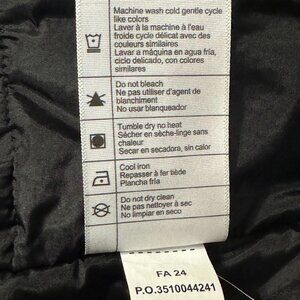 Machine wash cold gentle cycle
like colors
Laver à la machine à l'eau
froide cycle délicat avec des
couleurs similaires
Lavar a máquina en agua fría,
ciclo delicado, con colores
similares
Do not bleach
Ne pas utiliser d'agent de
blanchiment
No usar blanqueador
Tumble dry no heat
Sécher en sèche-linge sans
chaleur
Secar en secadora, sin calor
Cool iron
Repasser à fer tiède
Plancha fría
Do not dry clean
Ne pas nettoyer à sec
No limpiar en seco
FA 24
P.O.3510044241